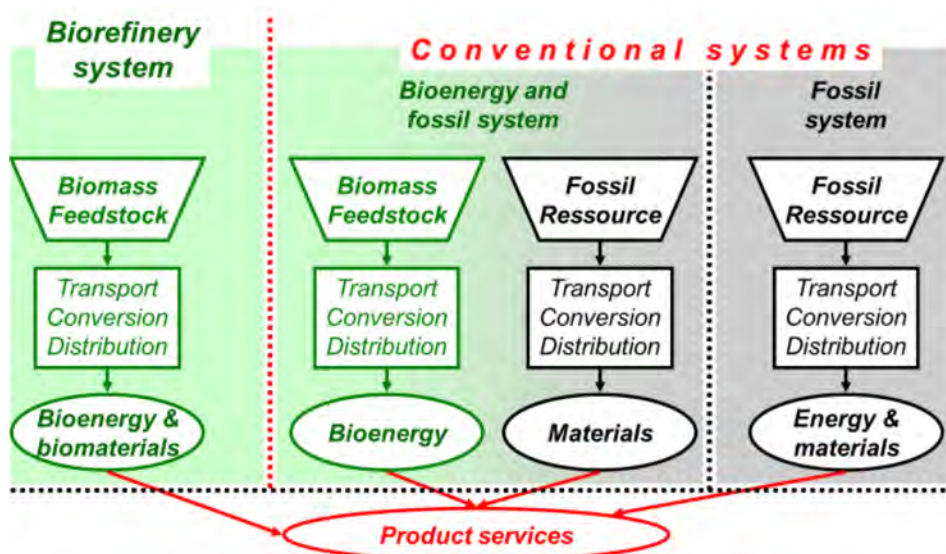 Biorefinery
system
Conventional systems
Bioenergy and
fossil system
Fossil
system
Biomass
Feedstock
Biomass
Feedstock
Fossil
Ressource
Fossil
Ressource
Transport
Conversion
Distribution
Transport
Conversion
Distribution
Transport
Conversion
Distribution
Transport
Conversion
Distribution
Bioenergy &
biomaterials
Bioenergy
Materials
Energy &
materials
Product services